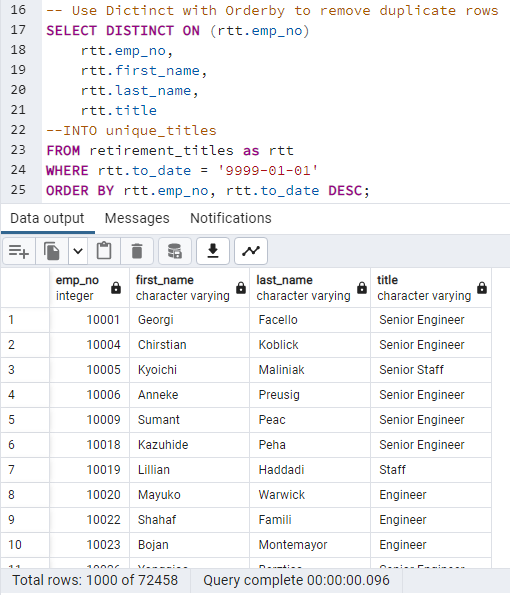 16 -- Use Dictinct with Orderby to remove duplicate rows
17 SELECT DISTINCT ON (rtt.emp_no)
18 rtt.emp_no,
19 rtt.first_name,
20 rtt.last_name,
21 rtt.title
22 --INTO unique_titles
23 FROM retirement_titles as rtt
24 WHERE rtt.to_date = '9999-01-01'
25 ORDER BY rtt.emp_no, rtt.to_date DESC;
Data output Messages Notifications
emp_no first_name last_name title
integer character varying character varying character varying
1 10001 Georgi Facello Senior Engineer
2 10004 Chirstian Koblick Senior Engineer
3 10005 Kyoichi Maliniak Senior Staff
4 10006 Anneke Preusig Senior Engineer
5 10009 Sumant Peac Senior Engineer
6 10018 Kazuhide Peha Senior Engineer
7 10019 Lillian Haddadi Staff
8 10020 Mayuko Warwick Engineer
9 10022 Shahaf Famili Engineer
10 10023 Bojan Montemayor Engineer
Total rows: 1000 of 72458 Query complete 00:00:00.096